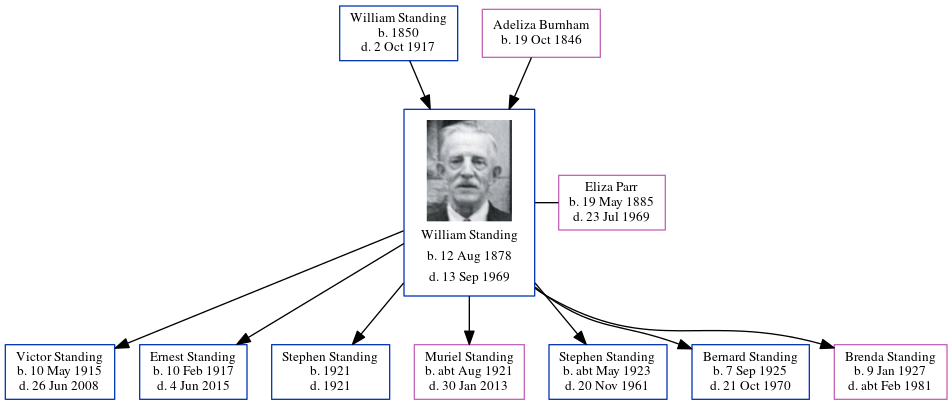 William Standing
b. 1850
d. 2 Oct 1917
Adeliza Burnham
b. 19 Oct 1846
William Standing
b. 12 Aug 1878
d. 13 Sep 1969
Eliza Parr
b. 19 May 1885
d. 23 Jul 1969
Victor Standing
b. 10 May 1915
d. 26 Jun 2008
Ernest Standing
b. 10 Feb 1917
d. 4 Jun 2015
Stephen Standing
b. 1921
d. 1921
Muriel Standing
b. abt Aug 1921
d. 30 Jan 2013
Stephen Standing
b. abt May 1923
d. 20 Nov 1961
Bernard Standing
b. 7 Sep 1925
d. 21 Oct 1970
Brenda Standing
b. 9 Jan 1927
d. abt Feb 1981